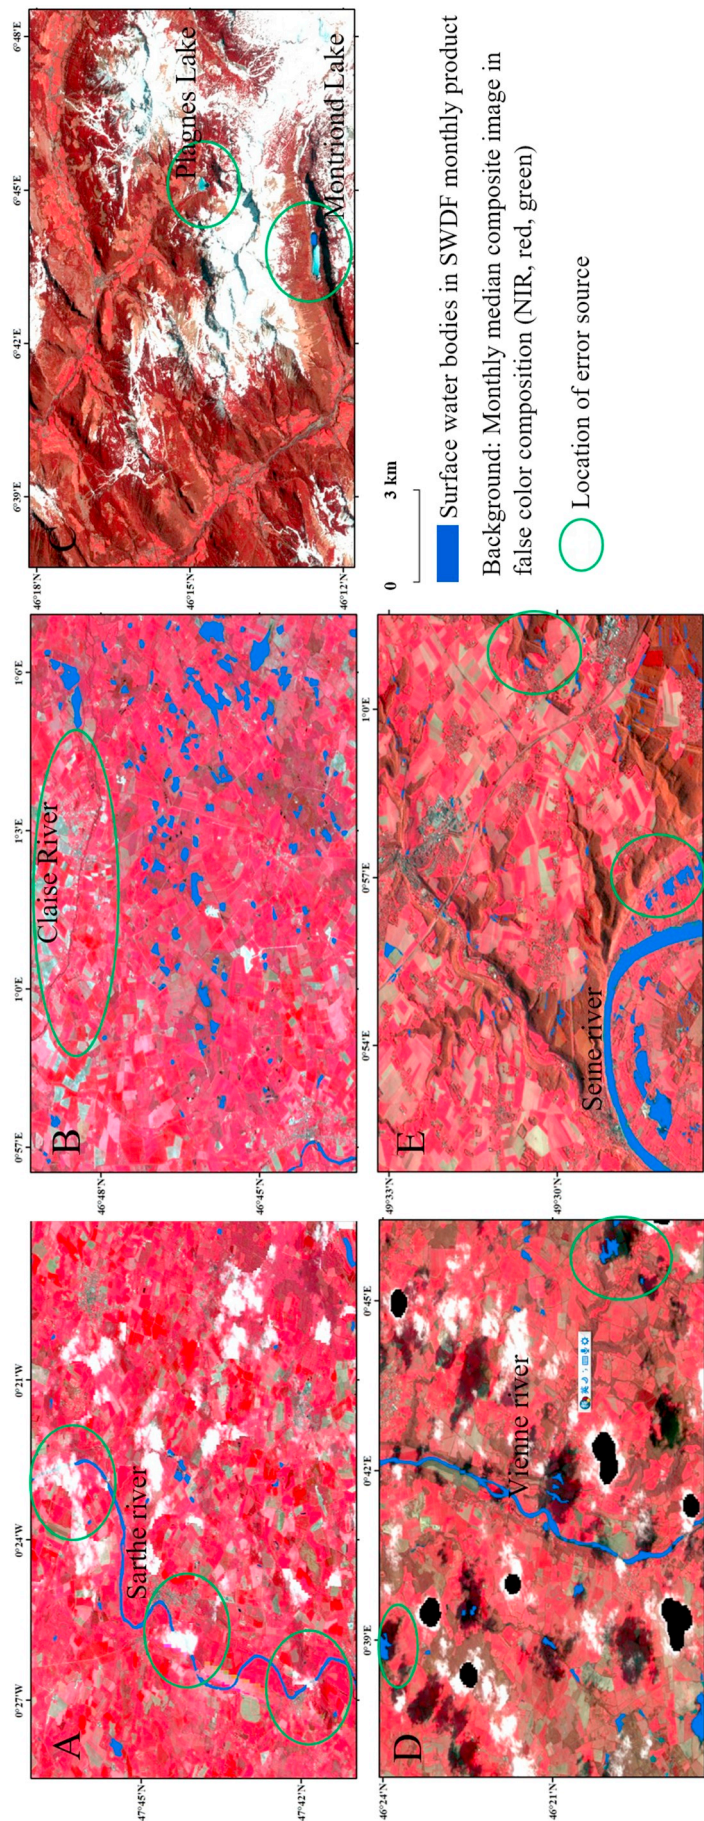 0°27'W 0°24'W 0°21'W
A
47°45'N
Sarthe river
47°42'N
0°57'E 1°0'E 1°3'E 1°6'E
Claise River
B
46°48'N
46°45'N
6°39'E 6°42'E 6°45'E 6°48'E
46°18'N
C
Plagnes Lake
46°15'N
Montriond Lake
46°12'N
0°39'E 0°42'E 0°45'E
46°24'N
D
Vienne river
46°21'N
0°54'E 0°57'E 1°0'E
49°33'N
E
49°30'N
Seine river
0 3 km
Surface water bodies in SWDF monthly product
Background: Monthly median composite image in
false color composition (NIR, red, green)
Location of error source